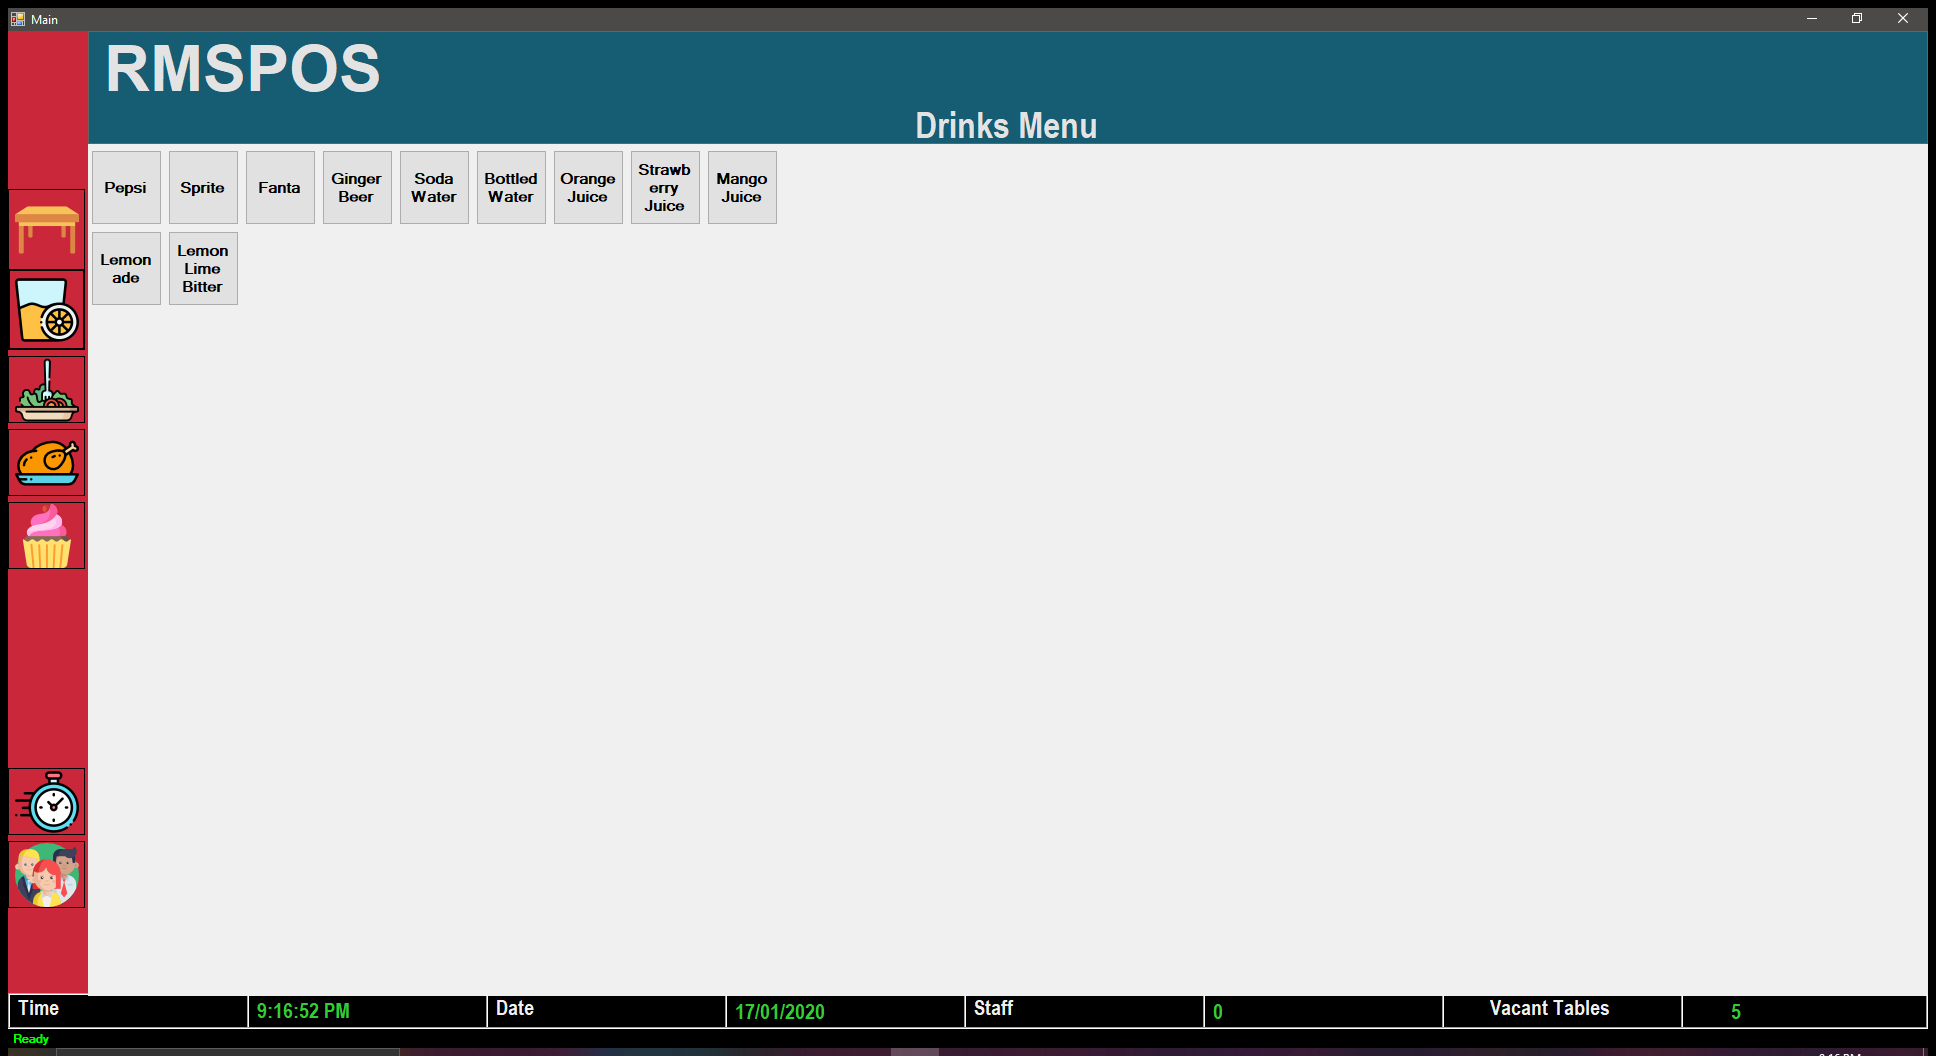 Main
RMSPOS
Drinks Menu
Pepsi
Sprite
Fanta
Ginger
Beer
Soda
Water
Bottled
Water
Orange
Juice
Strawb
erry
Juice
Mango
Juice
Lemon
ade
Lemon
Lime
Bitter
Time
9:16:52 PM
Date
17/01/2020
Staff
0
Vacant Tables
5
Ready